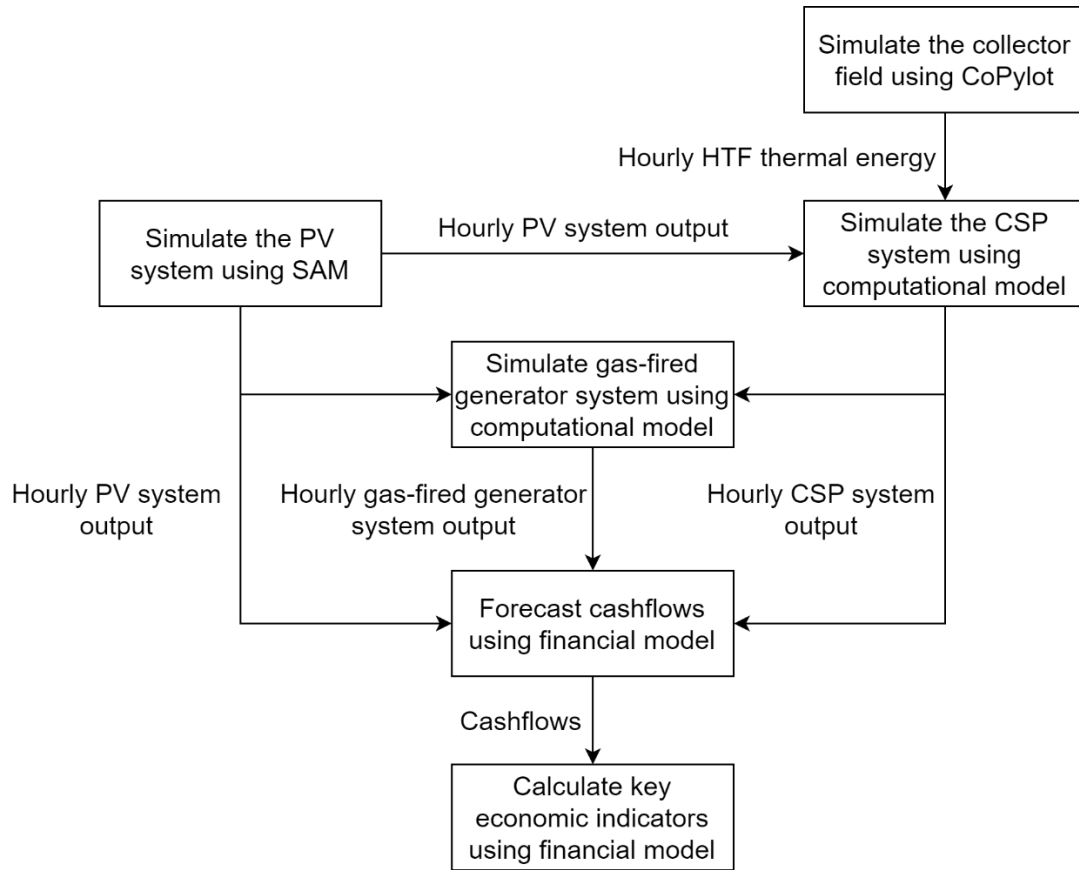 Simulate the collector
field using CoPylot
Hourly HTF thermal energy
Simulate the PV
system using SAM
Hourly PV system output
Simulate the CSP
system using
computational model
Simulate gas-fired
generator system using
computational model
Hourly PV system
output
Hourly gas-fired generator
system output
Hourly CSP system
output
Forecast cashflows
using financial model
Cashflows
Calculate key
economic indicators
using financial model